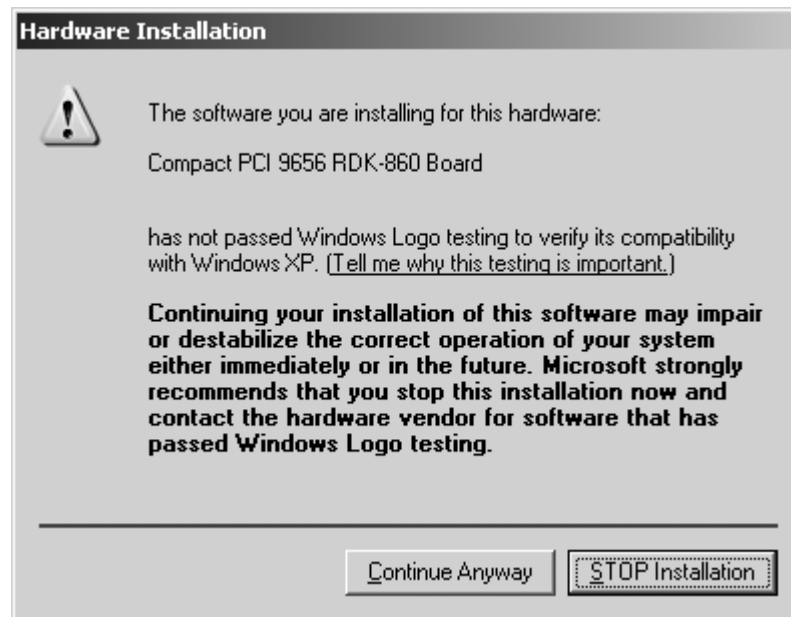 Hardware Installation
The software you are installing for this hardware:
Compact PCI 9656 RDK-860 Board
has not passed Windows Logo testing to verify its compatibility
with Windows XP. (Tell me why this testing is important.)
Continuing your installation of this software may impair
or destabilize the correct operation of your system
either immediately or in the future. Microsoft strongly
recommends that you stop this installation now and
contact the hardware vendor for software that has
passed Windows Logo testing.
Continue Anyway
STOP Installation